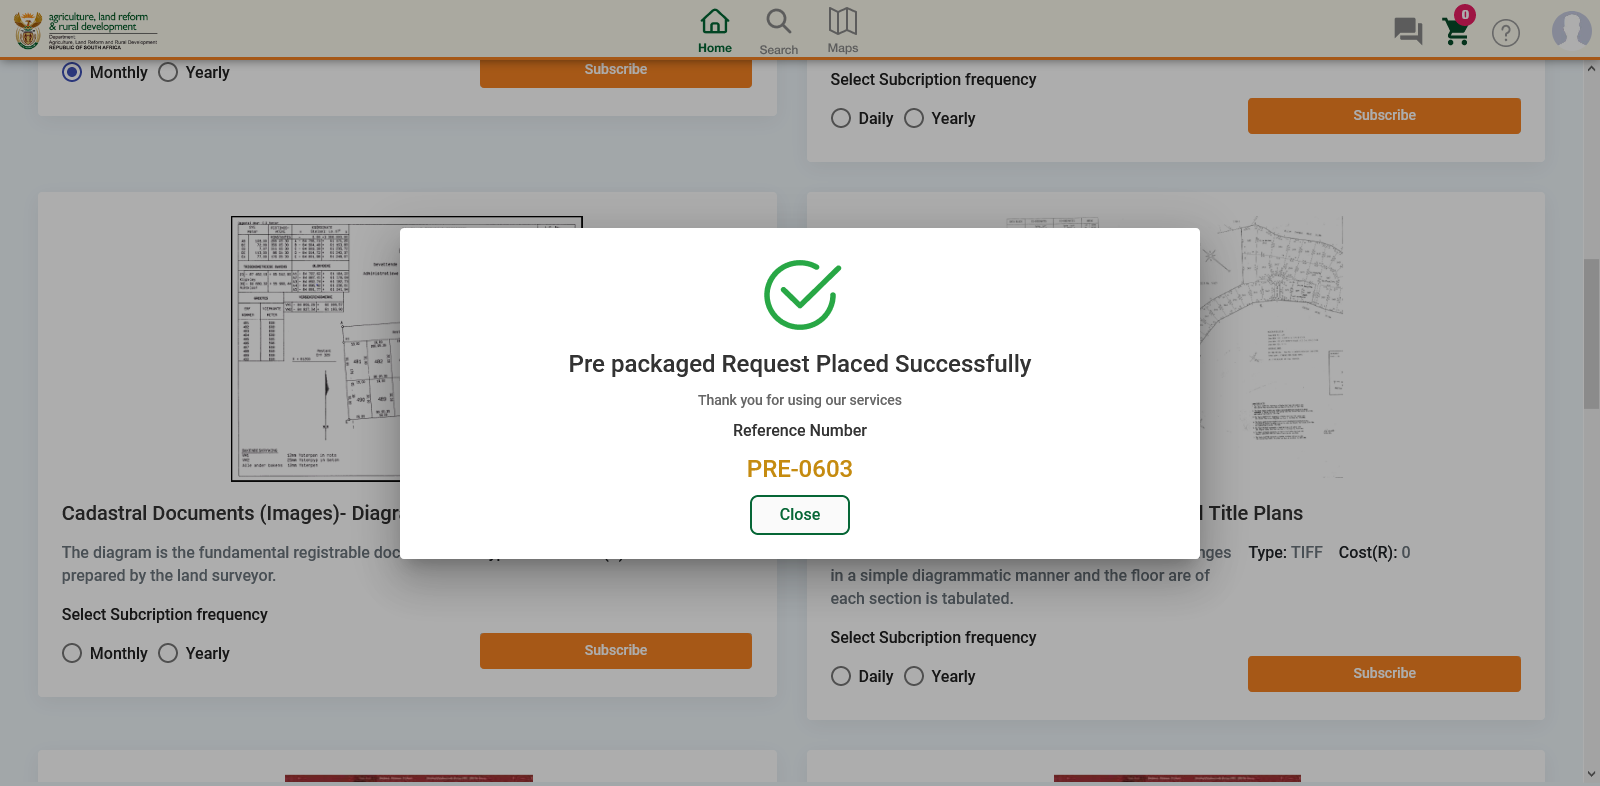 agriculture, land reform
& rural development
Department:
Agriculture, Land Reform and Rural Development
REPUBLIC OF SOUTH AFRICA
Home
Search
Maps
0
?
Monthly
Yearly
Subscribe
Select Subcription frequency
Daily
Yearly
Subscribe
Pre packaged Request Placed Successfully
Thank you for using our services
Reference Number
PRE-0603
Close
Cadastral Documents (Images)- Diagr
The diagram is the fundamental registrable doc
prepared by the land surveyor.
Select Subcription frequency
Monthly
Yearly
Subscribe
Title Plans
nges
Type: TIFF
Cost(R): 0
in a simple diagrammatic manner and the floor are of
each section is tabulated.
Select Subcription frequency
Daily
Yearly
Subscribe